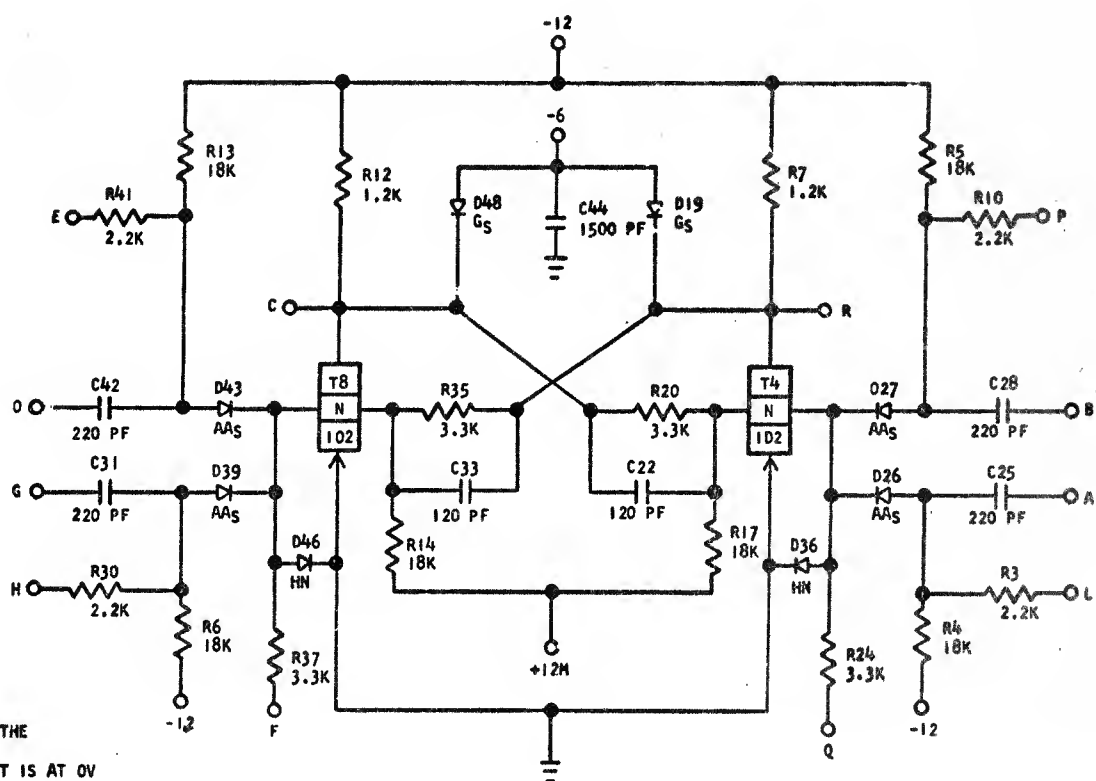 -12
-6
R13
18K
R12
1.2K
D48
GS
C44
1500 PF
D19
GS
R7
1.2K
R5
18K
R41
E
2.2K
R10
P
2.2K
C
R
C42
O
220 PF
D43
AAS
T8
N
1D2
R35
3.3K
R20
3.3K
T4
N
1D2
D27
AAS
C28
B
220 PF
C31
G
220 PF
D39
AAS
C33
120 PF
C22
120 PF
D26
AAS
C25
A
220 PF
R14
18K
R17
18K
D46
HN
D36
HN
R30
H
2.2K
R3
L
2.2K
R6
18K
R37
3.3K
+12M
R24
3.3K
R4
18K
-12
F
Q
-12
THE
T IS AT OV